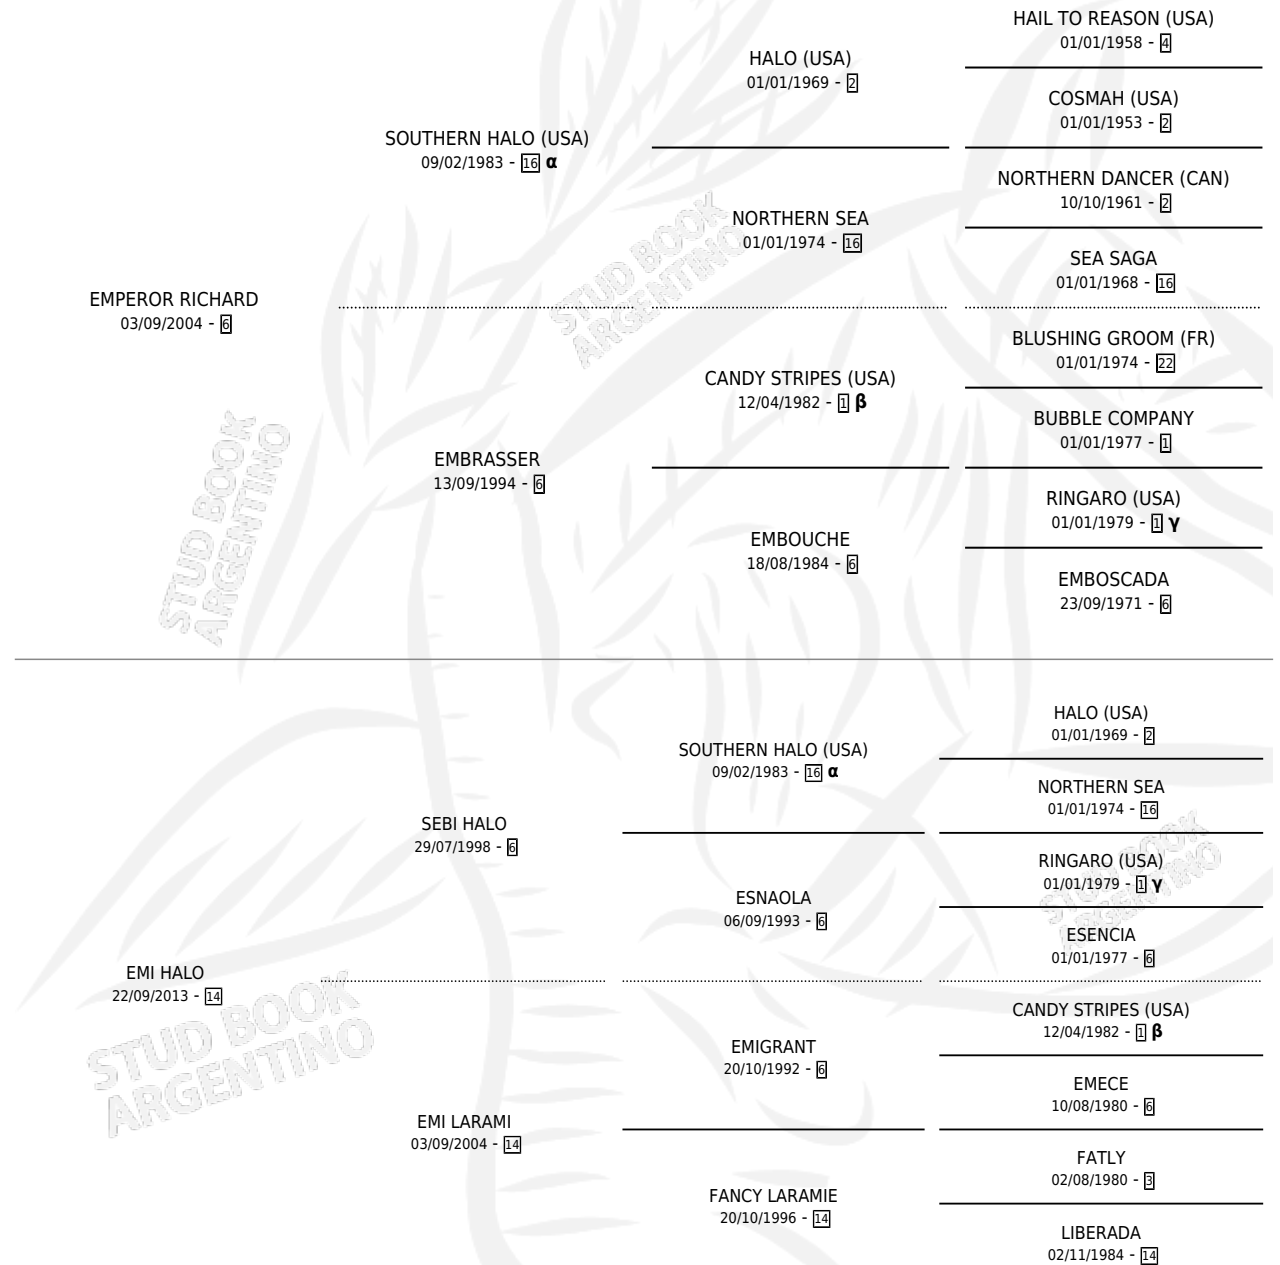 HAIL TO REASON (USA)
01/01/1958 - 4
HALO (USA)
01/01/1969 - 2
COSMAH (USA)
01/01/1953 - 2
SOUTHERN HALO (USA)
09/02/1983 - 16 α
NORTHERN DANCER (CAN)
10/10/1961 - 2
NORTHERN SEA
01/01/1974 - 16
SEA SAGA
01/01/1968 - 16
EMPEROR RICHARD
03/09/2004 - 6
BLUSHING GROOM (FR)
01/01/1974 - 22
CANDY STRIPES (USA)
12/04/1982 - 1 β
BUBBLE COMPANY
01/01/1977 - 1
EMBRASSER
13/09/1994 - 6
RINGARO (USA)
01/01/1979 - 1 γ
EMBOUCHE
18/08/1984 - 6
EMBOSCADA
23/09/1971 - 6
HALO (USA)
01/01/1969 - 2
SOUTHERN HALO (USA)
09/02/1983 - 16 α
NORTHERN SEA
01/01/1974 - 16
SEBI HALO
29/07/1998 - 6
RINGARO (USA)
01/01/1979 - 1 γ
ESNAOLA
06/09/1993 - 6
ESENCIA
01/01/1977 - 6
EMI HALO
22/09/2013 - 14
CANDY STRIPES (USA)
12/04/1982 - 1 β
EMIGRANT
20/10/1992 - 6
EMECE
10/08/1980 - 6
EMI LARAMI
03/09/2004 - 14
FATLY
02/08/1980 - 3
FANCY LARAMIE
20/10/1996 - 14
LIBERADA
02/11/1984 - 14
STUD BOOK
ARGENTINO
STUD BOOK
ARGENTINO
STUD BOOK
ARGENTINO
STUD BOOK
ARGENTINO